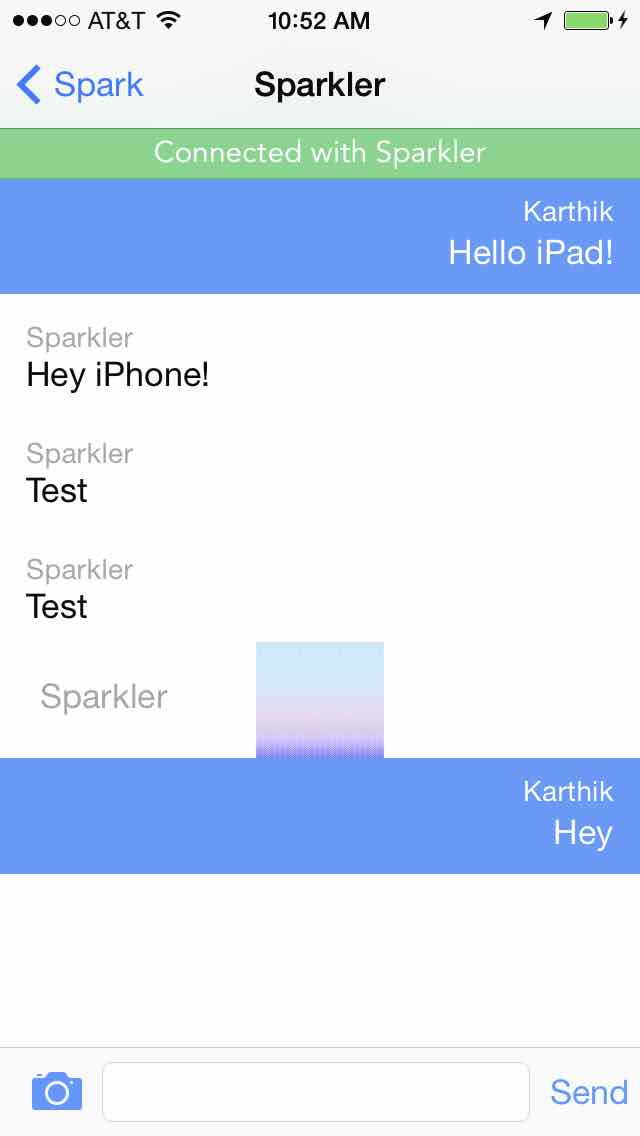 AT&T 10:52 AM
Spark Sparkler
Connected with Sparkler
Karthik
Hello iPad!
Sparkler
Hey iPhone!
Sparkler
Test
Sparkler
Test
Sparkler
Karthik
Hey
Send